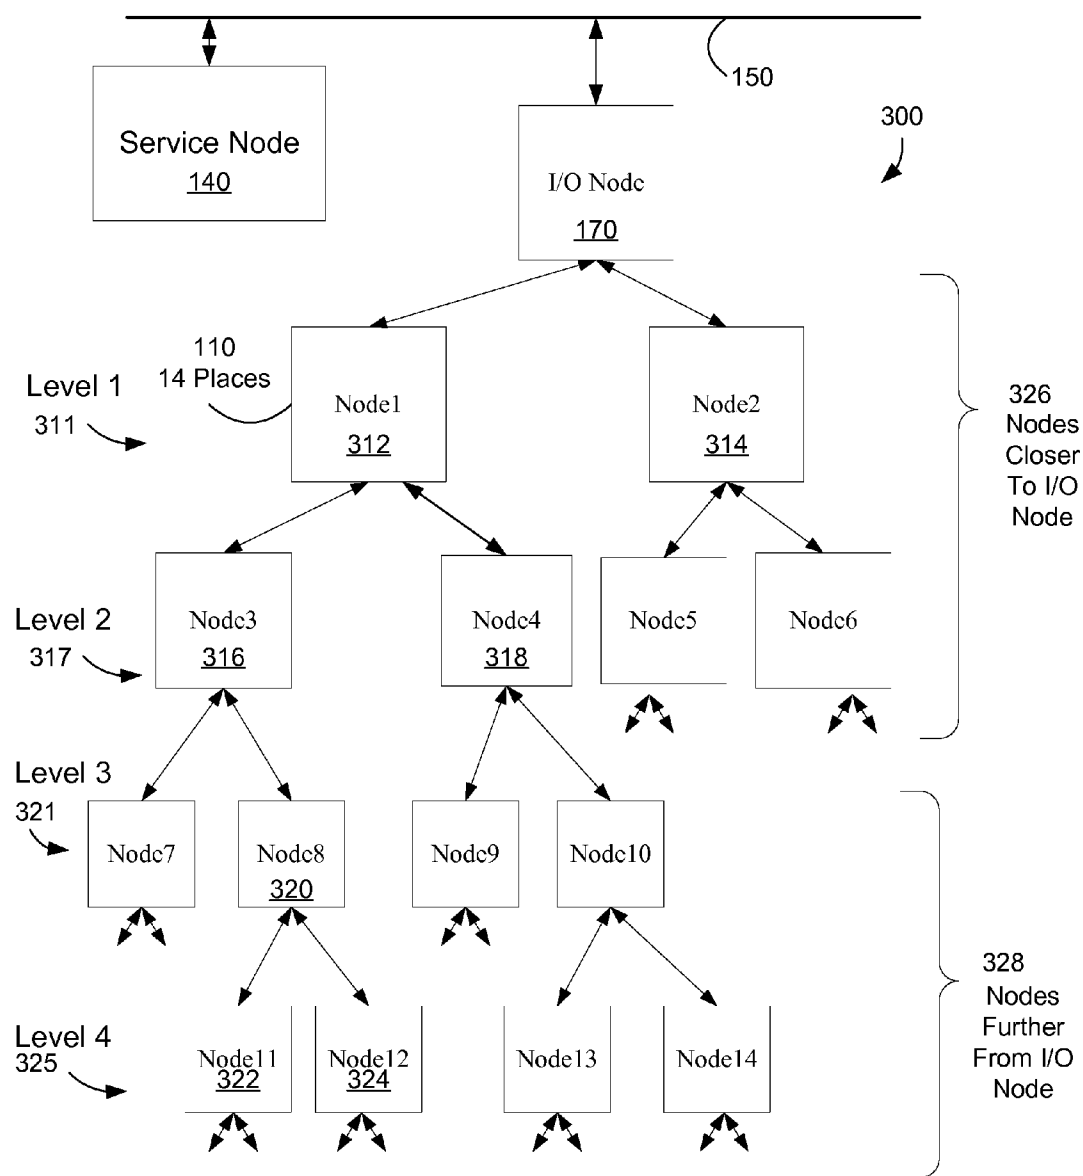 150
300
Service Node
140
I/O Node
170
110
14 Places
Level 1
311
Node1
312
Node2
314
326
Nodes
Closer
To I/O
Node
Level 2
317
Node3
316
Node4
318
Node5
Node6
Level 3
321
Node7
Node8
320
Node9
Node10
328
Nodes
Further
From I/O
Node
Level 4
325
Node11
322
Node12
324
Node13
Node14